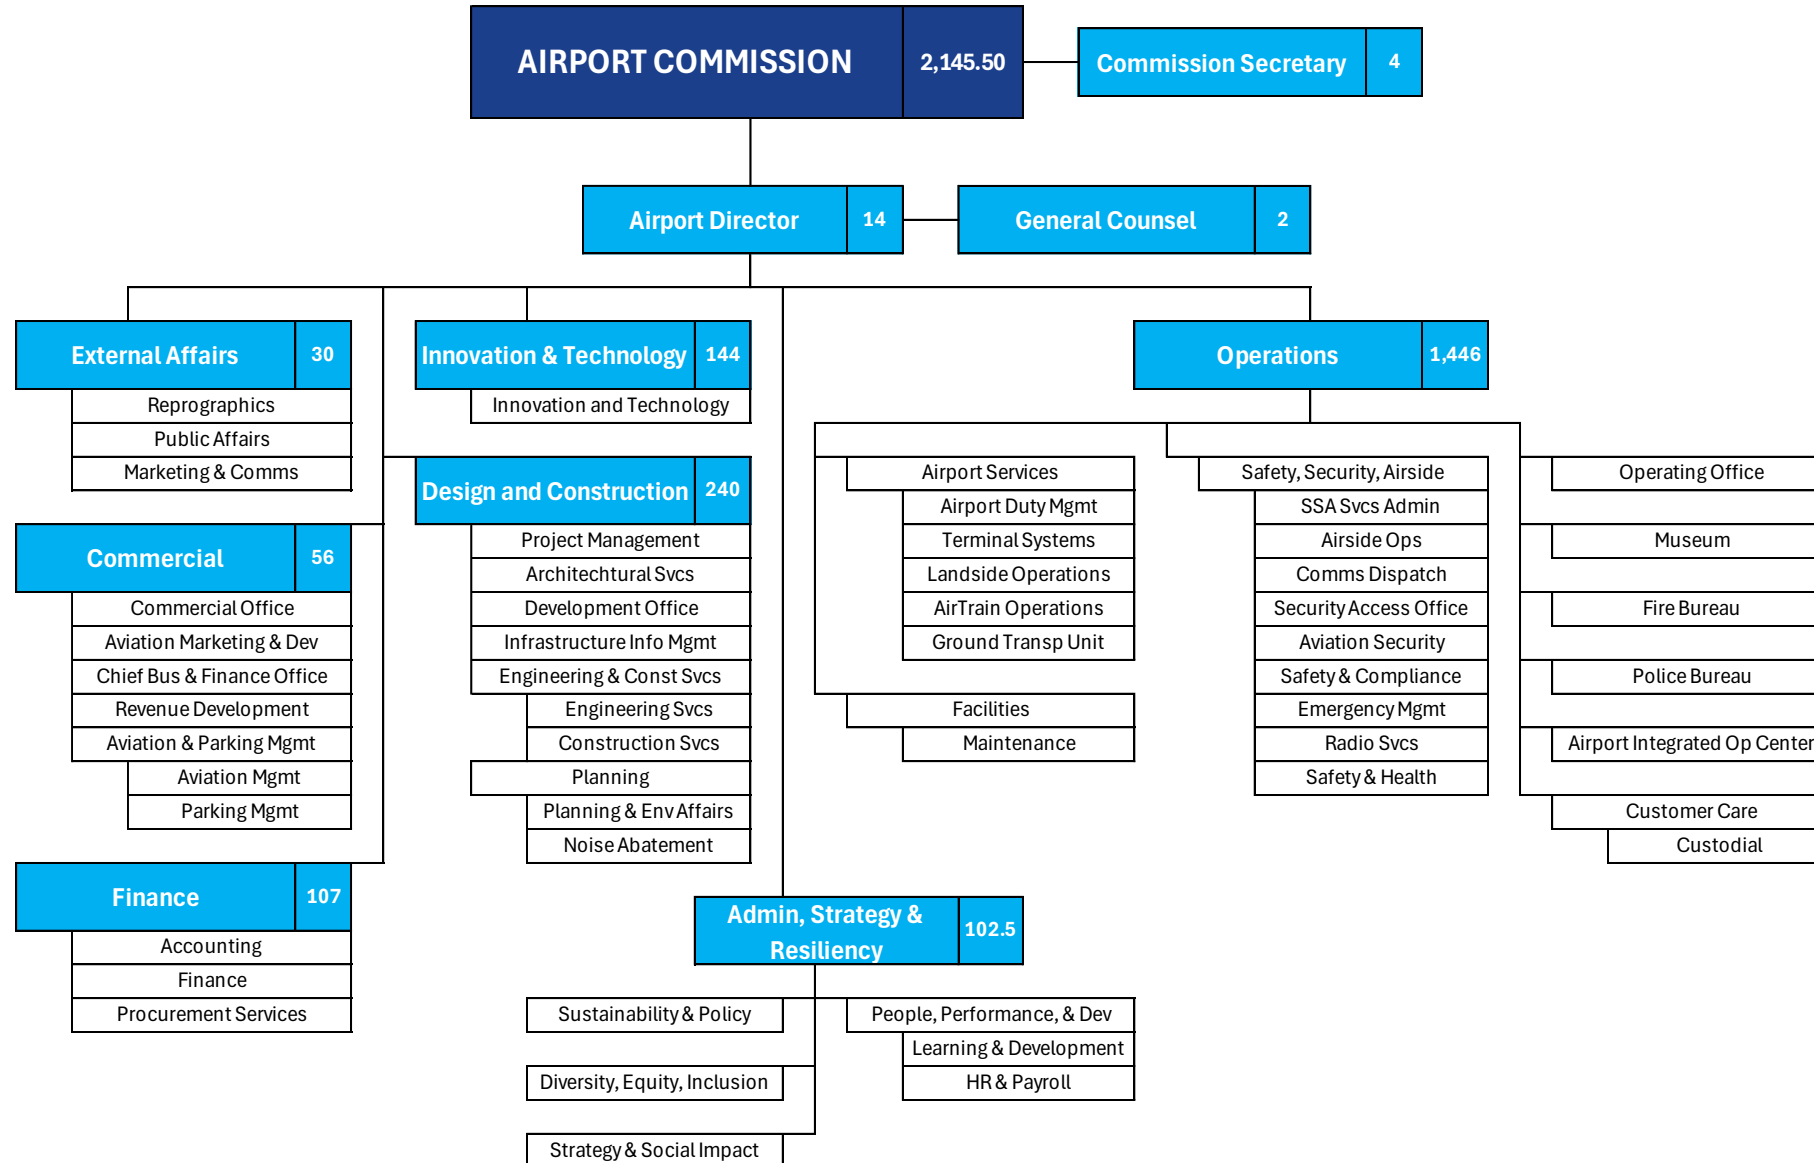 AIRPORT COMMISSION 2,145.50
Commission Secretary 4
Airport Director 14
General Counsel 2
External Affairs 30
Reprographics
Public Affairs
Marketing & Comms
Commercial 56
Commercial Office
Aviation Marketing & Dev
Chief Bus & Finance Office
Revenue Development
Aviation & Parking Mgmt
Aviation Mgmt
Parking Mgmt
Finance 107
Accounting
Finance
Procurement Services
Innovation & Technology 144
Innovation and Technology
Design and Construction 240
Project Management
Architechtural Svcs
Development Office
Infrastructure Info Mgmt
Engineering & Const Svcs
Engineering Svcs
Construction Svcs
Planning
Planning & Env Affairs
Noise Abatement
Admin, Strategy &
Resiliency 102.5
Sustainability & Policy
Diversity, Equity, Inclusion
Strategy & Social Impact
People, Performance, & Dev
Learning & Development
HR & Payroll
Operations 1,446
Airport Services
Airport Duty Mgmt
Terminal Systems
Landside Operations
AirTrain Operations
Ground Transp Unit
Facilities
Maintenance
Safety, Security, Airside
SSA Svcs Admin
Airside Ops
Comms Dispatch
Security Access Office
Aviation Security
Safety & Compliance
Emergency Mgmt
Radio Svcs
Safety & Health
Operating Office
Museum
Fire Bureau
Police Bureau
Airport Integrated Op Center
Customer Care
Custodial